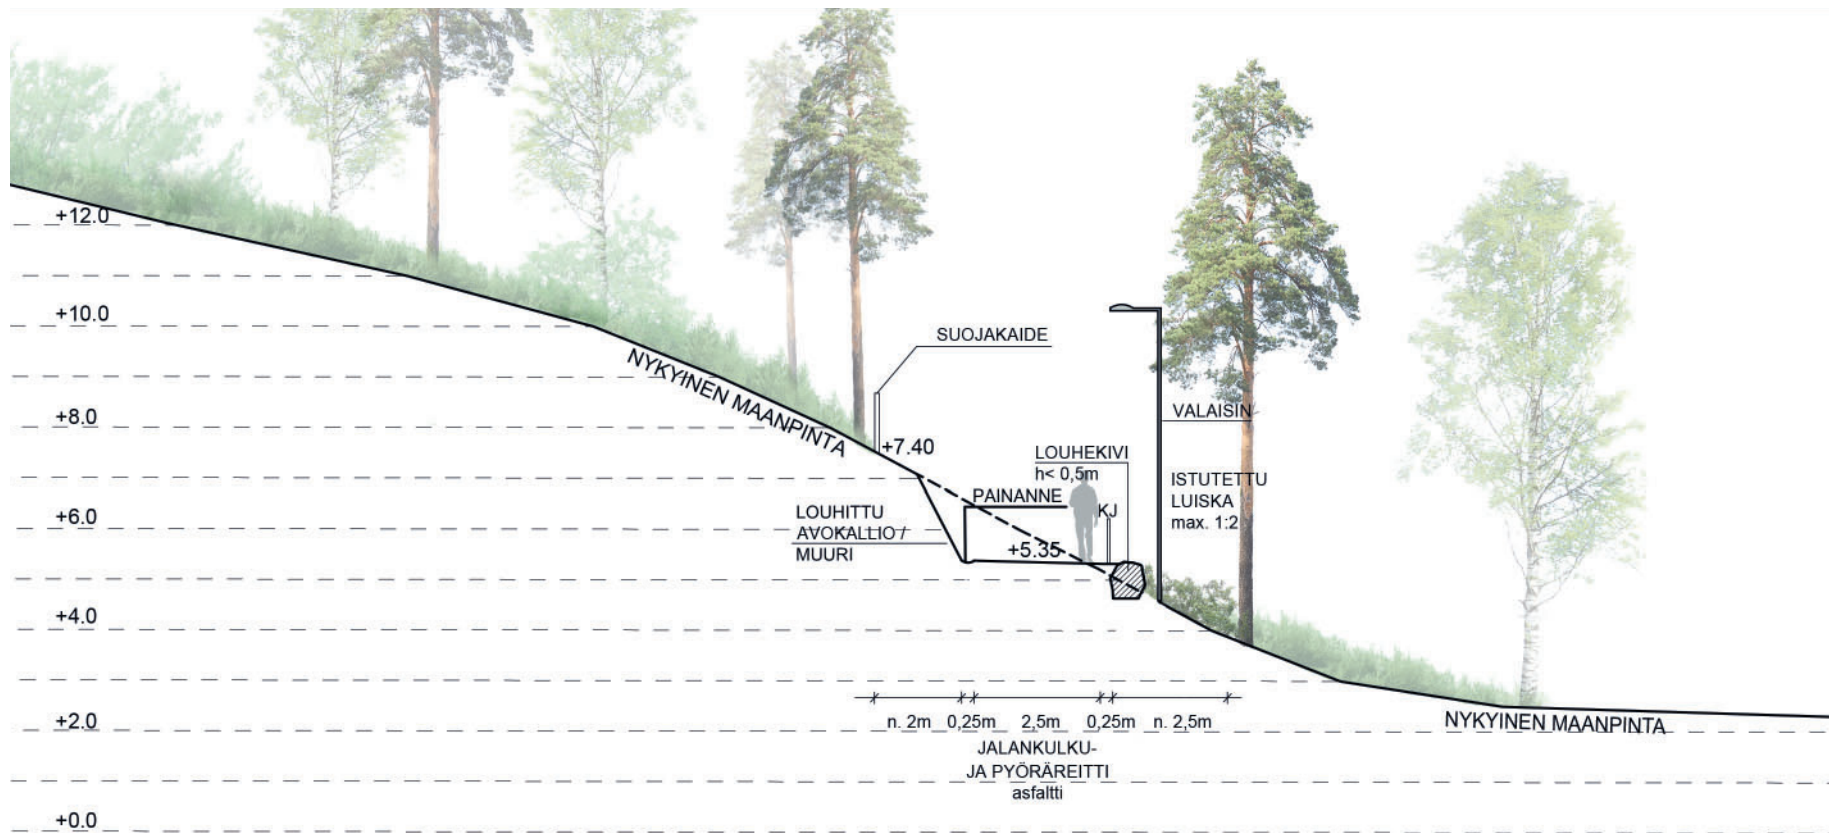 +12.0
+10.0
SUOJAKAIDE
NYKYINEN MAANPINTA
+8.0
VALAISIN
+7.40
LOUHEKIVI
h< 0,5m
ISTUTETTU
LUISKA
max. 1:2
PAINANNE
KJ
+6.0
LOUHITTU
AVOKALLIO /
MUURI
+5.35
+4.0
n. 2m 0,25m 2,5m 0,25m n. 2,5m
+2.0
NYKYINEN MAANPINTA
JALANKULKU-
JA PYÖRÄREITTI
asfaltti
+0.0